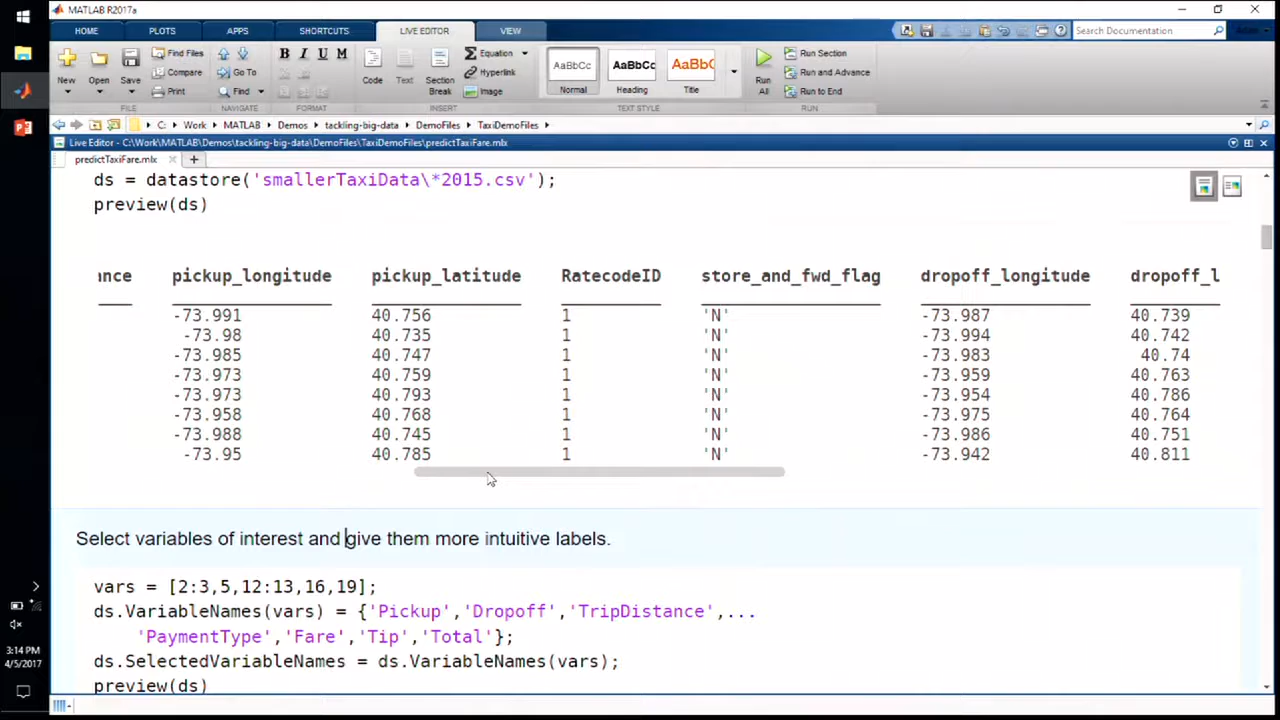 MATLAB R2017a
HOME PLOTS APPS SHORTCUTS LIVE EDITOR VIEW Search Documentation
New Open Save Find Files Compare Print Go To Find B I U M Code Text Section Break Equation Hyperlink Image AaBbCc Normal AaBbCc Heading AaBb Title Run All Run Section Run and Advance Run to End
FILE NAVIGATE FORMAT INSERT TEXT STYLE RUN
C: Work MATLAB Demos tackling-big-data DemoFiles TaxiDemoFiles
Live Editor - C:\Work\MATLAB\Demos\tackling-big-data\DemoFiles\TaxiDemoFiles\predictTaxiFare.mlx
predictTaxiFare.mlx
ds = datastore('smallerTaxiData\*2015.csv');
preview(ds)
nce pickup_longitude pickup_latitude RatecodeID store_and_fwd_flag dropoff_longitude dropoff_l
-73.991 40.756 1 'N' -73.987 40.739
-73.98 40.735 1 'N' -73.994 40.742
-73.985 40.747 1 'N' -73.983 40.74
-73.973 40.759 1 'N' -73.959 40.763
-73.973 40.793 1 'N' -73.954 40.786
-73.958 40.768 1 'N' -73.975 40.764
-73.988 40.745 1 'N' -73.986 40.751
-73.95 40.785 1 'N' -73.942 40.811
Select variables of interest and give them more intuitive labels.
vars = [2:3,5,12:13,16,19];
ds.VariableNames(vars) = {'Pickup','Dropoff','TripDistance',...
'PaymentType','Fare','Tip','Total'};
ds.SelectedVariableNames = ds.VariableNames(vars);
preview(ds)
3:14 PM
4/5/2017